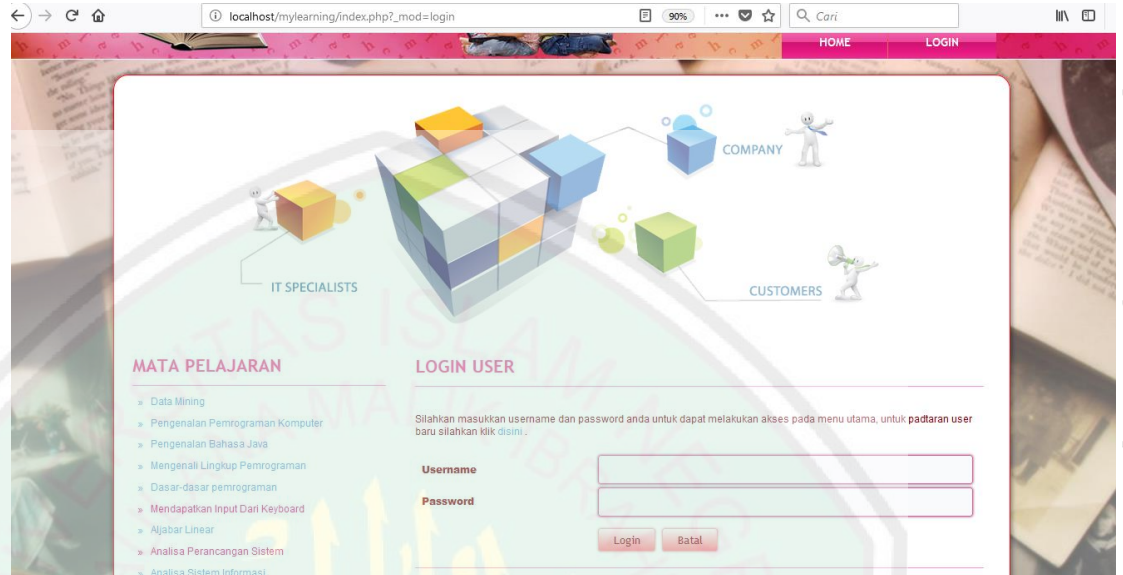 localhost/mylearning/index.php?_mod=login
90%
Cari
HOME LOGIN
COMPANY
IT SPECIALISTS
CUSTOMERS
MATA PELAJARAN
» Data Mining
» Pengenalan Pemrograman Komputer
» Pengenalan Bahasa Java
» Mengenali Lingkup Pemrograman
» Dasar-dasar pemrograman
» Mendapatkan Input Dari Keyboard
» Aljabar Linear
» Analisa Perancangan Sistem
» Analisa Sistem Informasi
LOGIN USER
Silahkan masukkan username dan password anda untuk dapat melakukan akses pada menu utama, untuk padtaran user
baru silahkan klik disini .
Username
Password
Login Batal